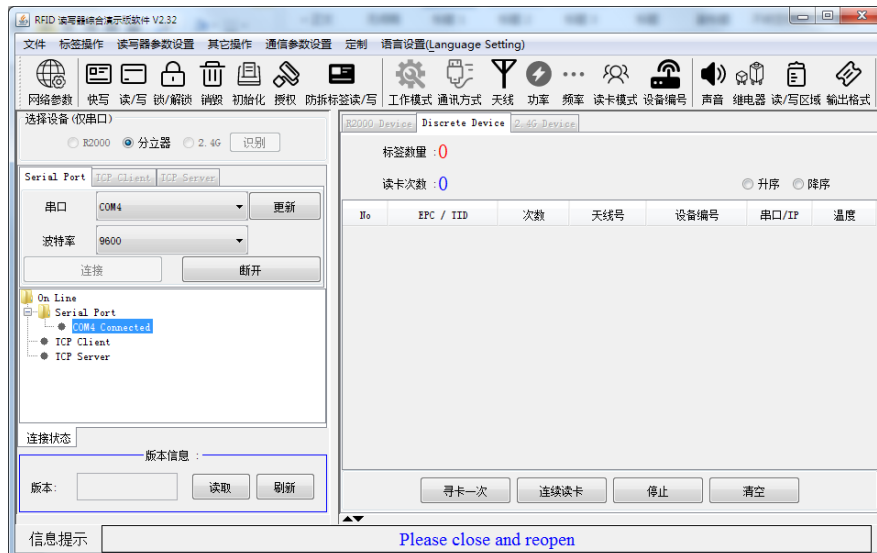 RFID 读写器综合演示版软件 V2.32
文件 标签操作 读写器参数设置 其它操作 通信参数设置 定制 语言设置(Language Setting)
网络参数 快写 读/写 锁/解锁 销毁 初始化 授权 防拆标签读/写 工作模式 通讯方式 天线 功率 频率 读卡模式 设备编号 声音 继电器 读/写区域 输出格式
选择设备(仅串口)
R2000 分立器 2.4G 识别
Serial Port TCP Client TCP Server
串口 COM4 更新
波特率 9600
连接 断开
On Line
Serial Port
COM4 Connected
TCP Client
TCP Server
连接状态
版本信息 :
版本: 读取 刷新
R2000 Device Discrete Device 2.4G Device
标签数量 :0
读卡次数 :0 升序 降序
No EPC / TID 次数 天线号 设备编号 串口/IP 温度
寻卡一次 连续读卡 停止 清空
信息提示 Please close and reopen